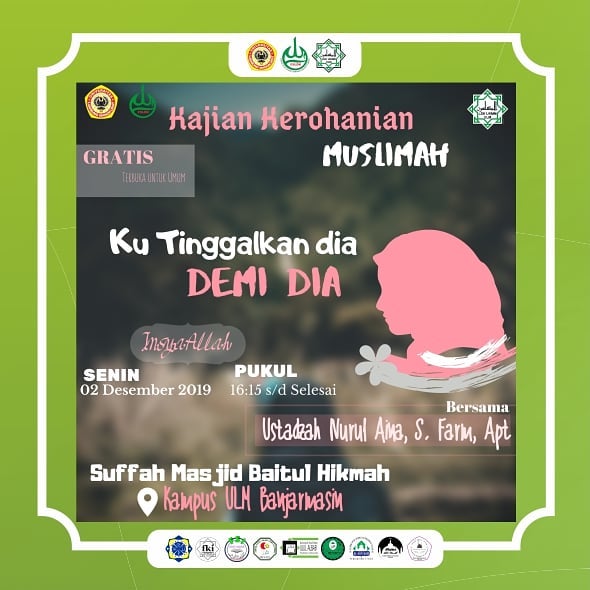 Kajian Kerohanian
MUSLIMAH
GRATIS
TERBUKA UNTUK UMUM
Ku Tinggalkan dia
DEMI DIA
InsyaAllah
SENIN
02 Desember 2019
PUKUL
16:15 s/d Selesai
Bersama
Ustadzah Nurul Aina, S. Farm, Apt
Suffah Masjid Baitul Hikmah
Kampus ULM Banjarmasin
fki